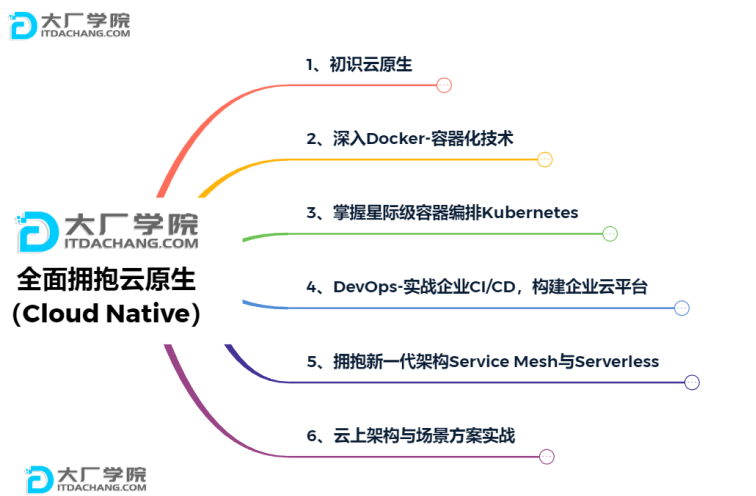 大厂学院
ITDACHANG.COM
1、初识云原生
2、深入Docker-容器化技术
3、掌握星际级容器编排Kubernetes
大厂学院
ITDACHANG.COM
全面拥抱云原生
（Cloud Native）
4、DevOps-实战企业CI/CD，构建企业云平台
5、拥抱新一代架构Service Mesh与Serverless
6、云上架构与场景方案实战
大厂学院
ITDACHANG.COM